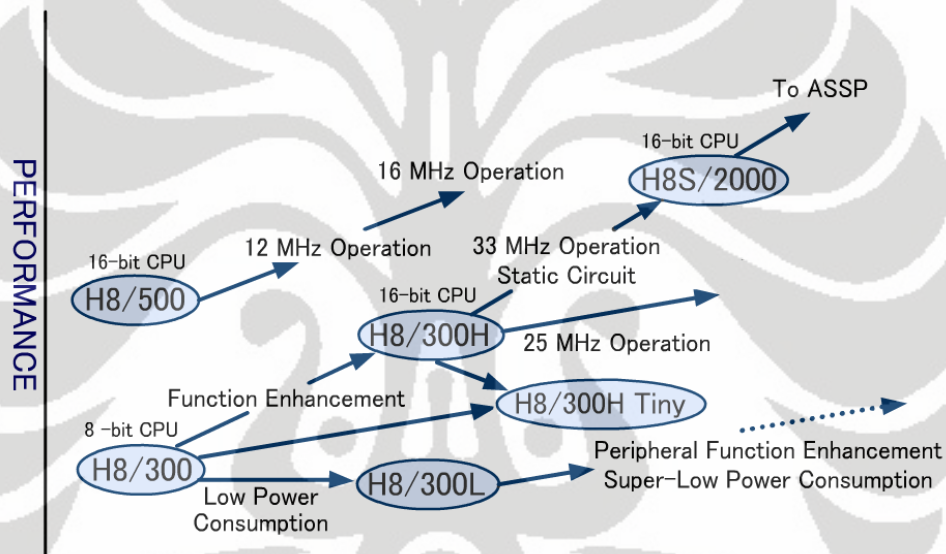 PERFORMANCE
To ASSP
16-bit CPU
H8S/2000
16 MHz Operation
12 MHz Operation
33 MHz Operation
Static Circuit
16-bit CPU
H8/500
16-bit CPU
H8/300H
25 MHz Operation
Function Enhancement
H8/300H Tiny
8 -bit CPU
H8/300
Low Power
Consumption
H8/300L
Peripheral Function Enhancement
Super-Low Power Consumption